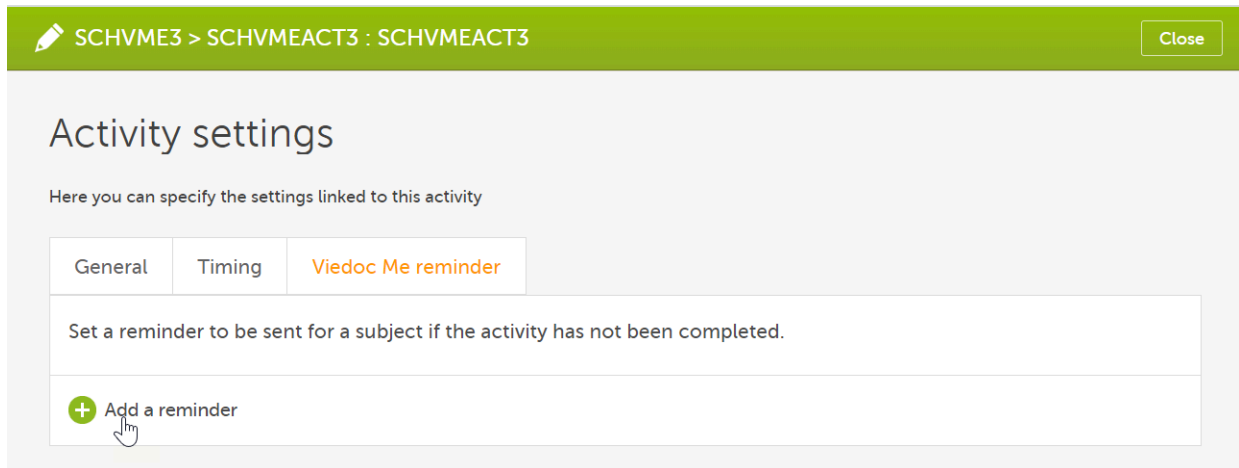 SCHVME3 > SCHVMEACT3 : SCHVMEACT3
Close
Activity settings
Here you can specify the settings linked to this activity
General Timing Viedoc Me reminder
Set a reminder to be sent for a subject if the activity has not been completed.
Add a reminder